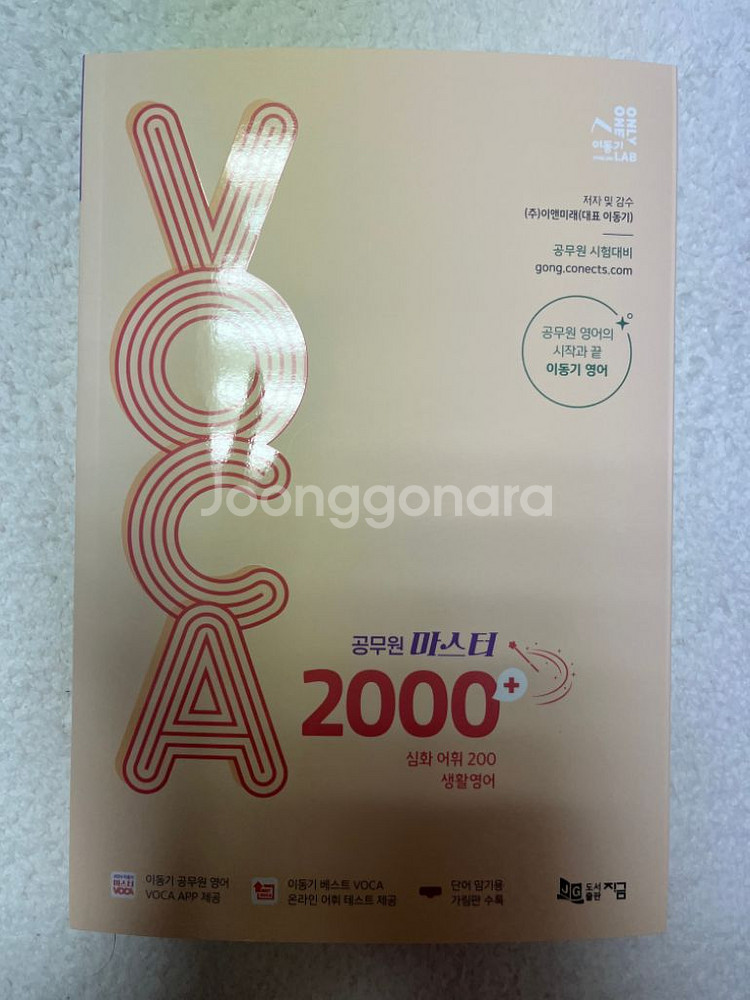 VOCA
ONLY
ONE
이동기
LAB
저자 및 감수
(주)이앤미래(대표 이동기)
공무원 시험대비
gong.conects.com
공무원 영어의
시작과 끝
이동기 영어
Joonggonara
공무원 마스터
2000+
심화 어휘 200
생활영어
마스터
VOCA
이동기 공무원 영어
VOCA APP 제공
이동기 베스트 VOCA
온라인 어휘 테스트 제공
단어 암기용
가림판 수록
JG
도서
출판
지금